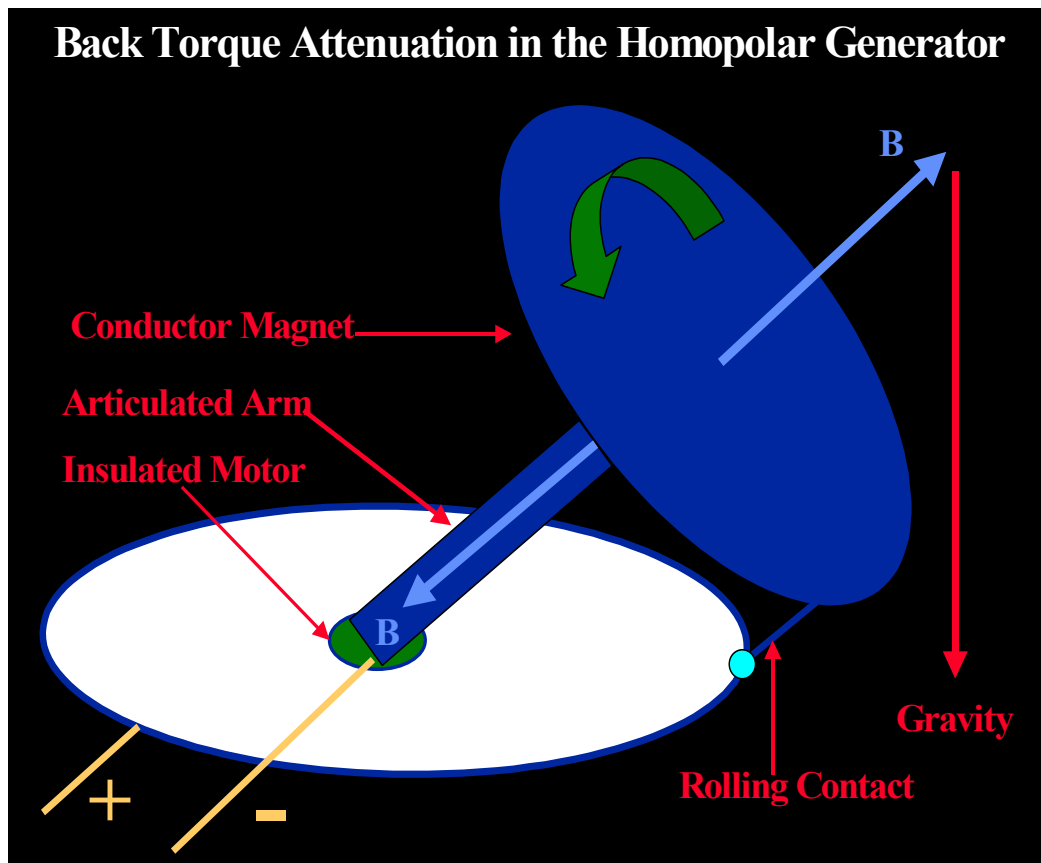 Back Torque Attenuation in the Homopolar Generator
B
Conductor Magnet
Articulated Arm
Insulated Motor
B
Gravity
Rolling Contact
+
-